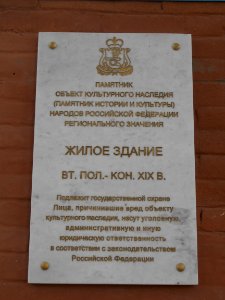 ПАМЯТНИК
ОБЪЕКТ КУЛЬТУРНОГО НАСЛЕДИЯ
(ПАМЯТНИК ИСТОРИИ И КУЛЬТУРЫ)
НАРОДОВ РОССИЙСКОЙ ФЕДЕРАЦИИ
РЕГИОНАЛЬНОГО ЗНАЧЕНИЯ
ЖИЛОЕ ЗДАНИЕ
ВТ. ПОЛ.- КОН. XIX В.
Подлежит государственной охране
Лица, причинившие вред объекту
культурного наследия, несут уголовную,
административную и иную
юридическую ответственность
в соответствии с законодательством
Российской Федерации